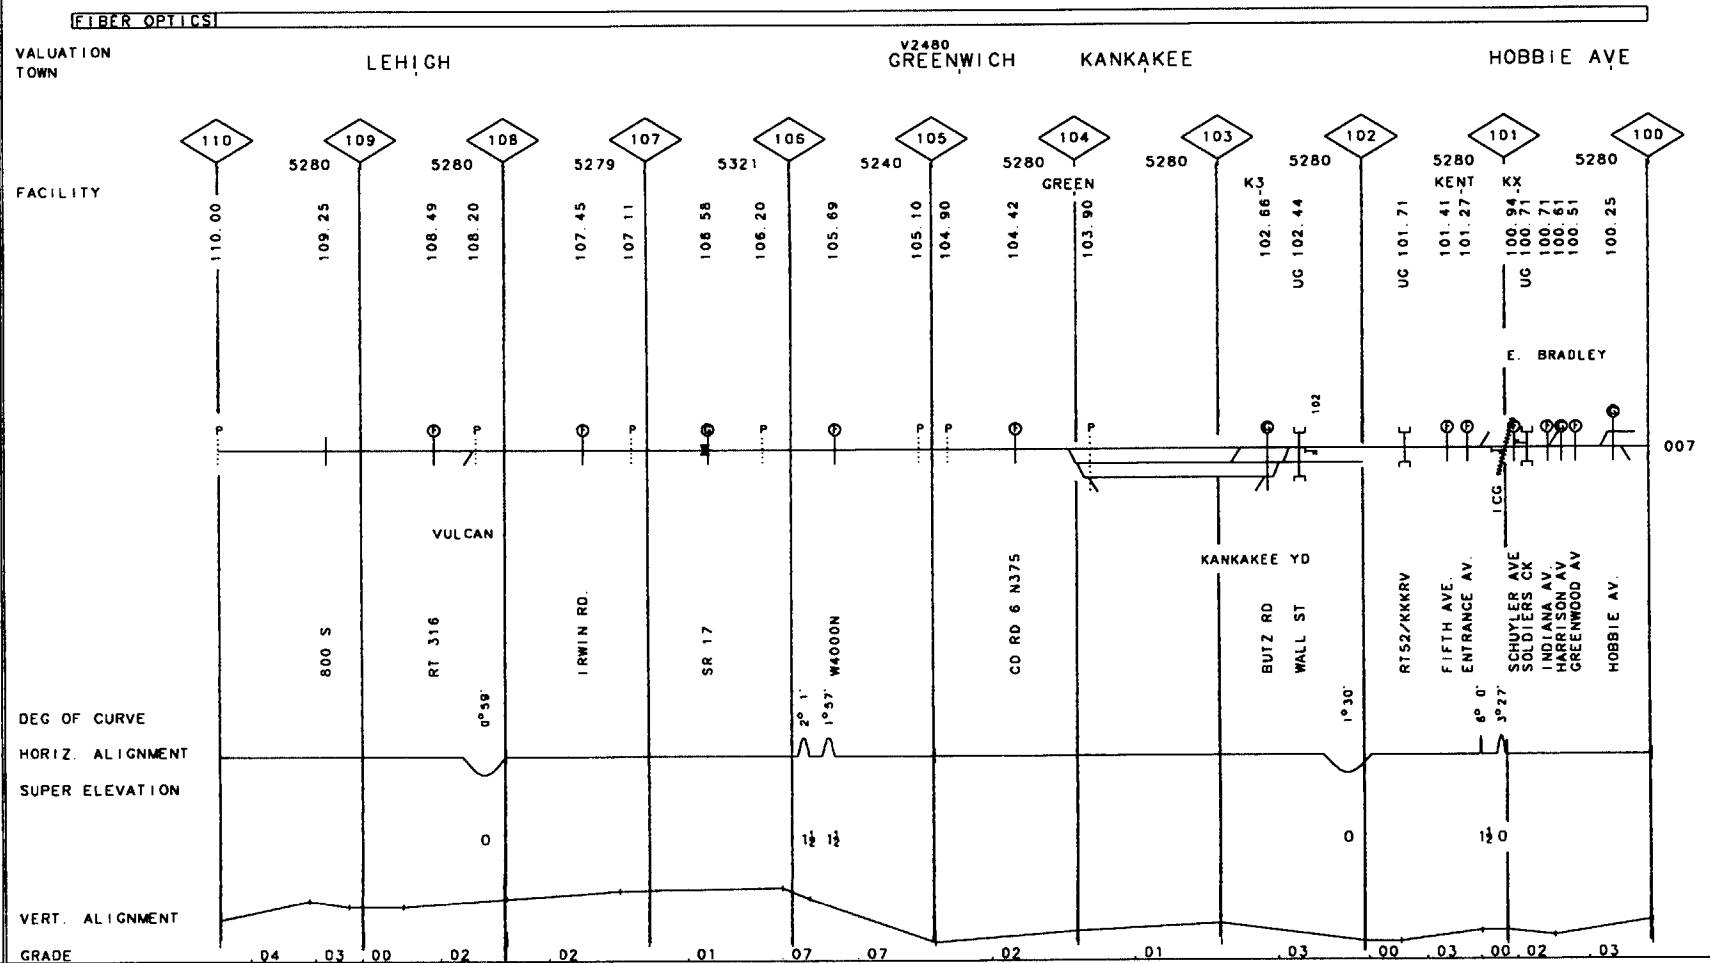 FIBER OPTICS
VALUATION V2480
TOWN LEHIGH GREENWICH KANKAKEE HOBBIE AVE
110 109 108 107 106 105 104 103 102 101 100
5280 5280 5279 5321 5240 5280 5280 5280 5280 5280
FACILITY GREEN K3 KENT KX
110.00 109.25 108.49 108.20 107.45 107 11 106 58 106.20 105.69 105.10 104.90 104.42 103.90 102.66 UG 102.44 UG 101.71 101.41 101.27 100.94 UG 100.71 100.71 100.61 100.51 100.25
E. BRADLEY
102
P P P P P P P
007
ICG
VULCAN
KANKAKEE YD
800 S RT 316 IRWIN RD. SR 17 W4000N CO RD 6 N375 BUTZ RD WALL ST RT52/KKKRV FIFTH AVE. ENTRANCE AV. SCHUYLER AVE SOLDIERS CK INDIANA AV. HARRISON AV GREENWOOD AV HOBBIE AV.
DEG OF CURVE 0°59' 2° 1' 1°57' 1°30' 6° 0' 3°27'
HORIZ. ALIGNMENT
SUPER ELEVATION
0 1½ 1½ 0 1½ 0
VERT. ALIGNMENT
GRADE .04 .03 .00 .02 .02 .01 .07 .07 .02 .01 .03 .00 .03 .00 .02 .03